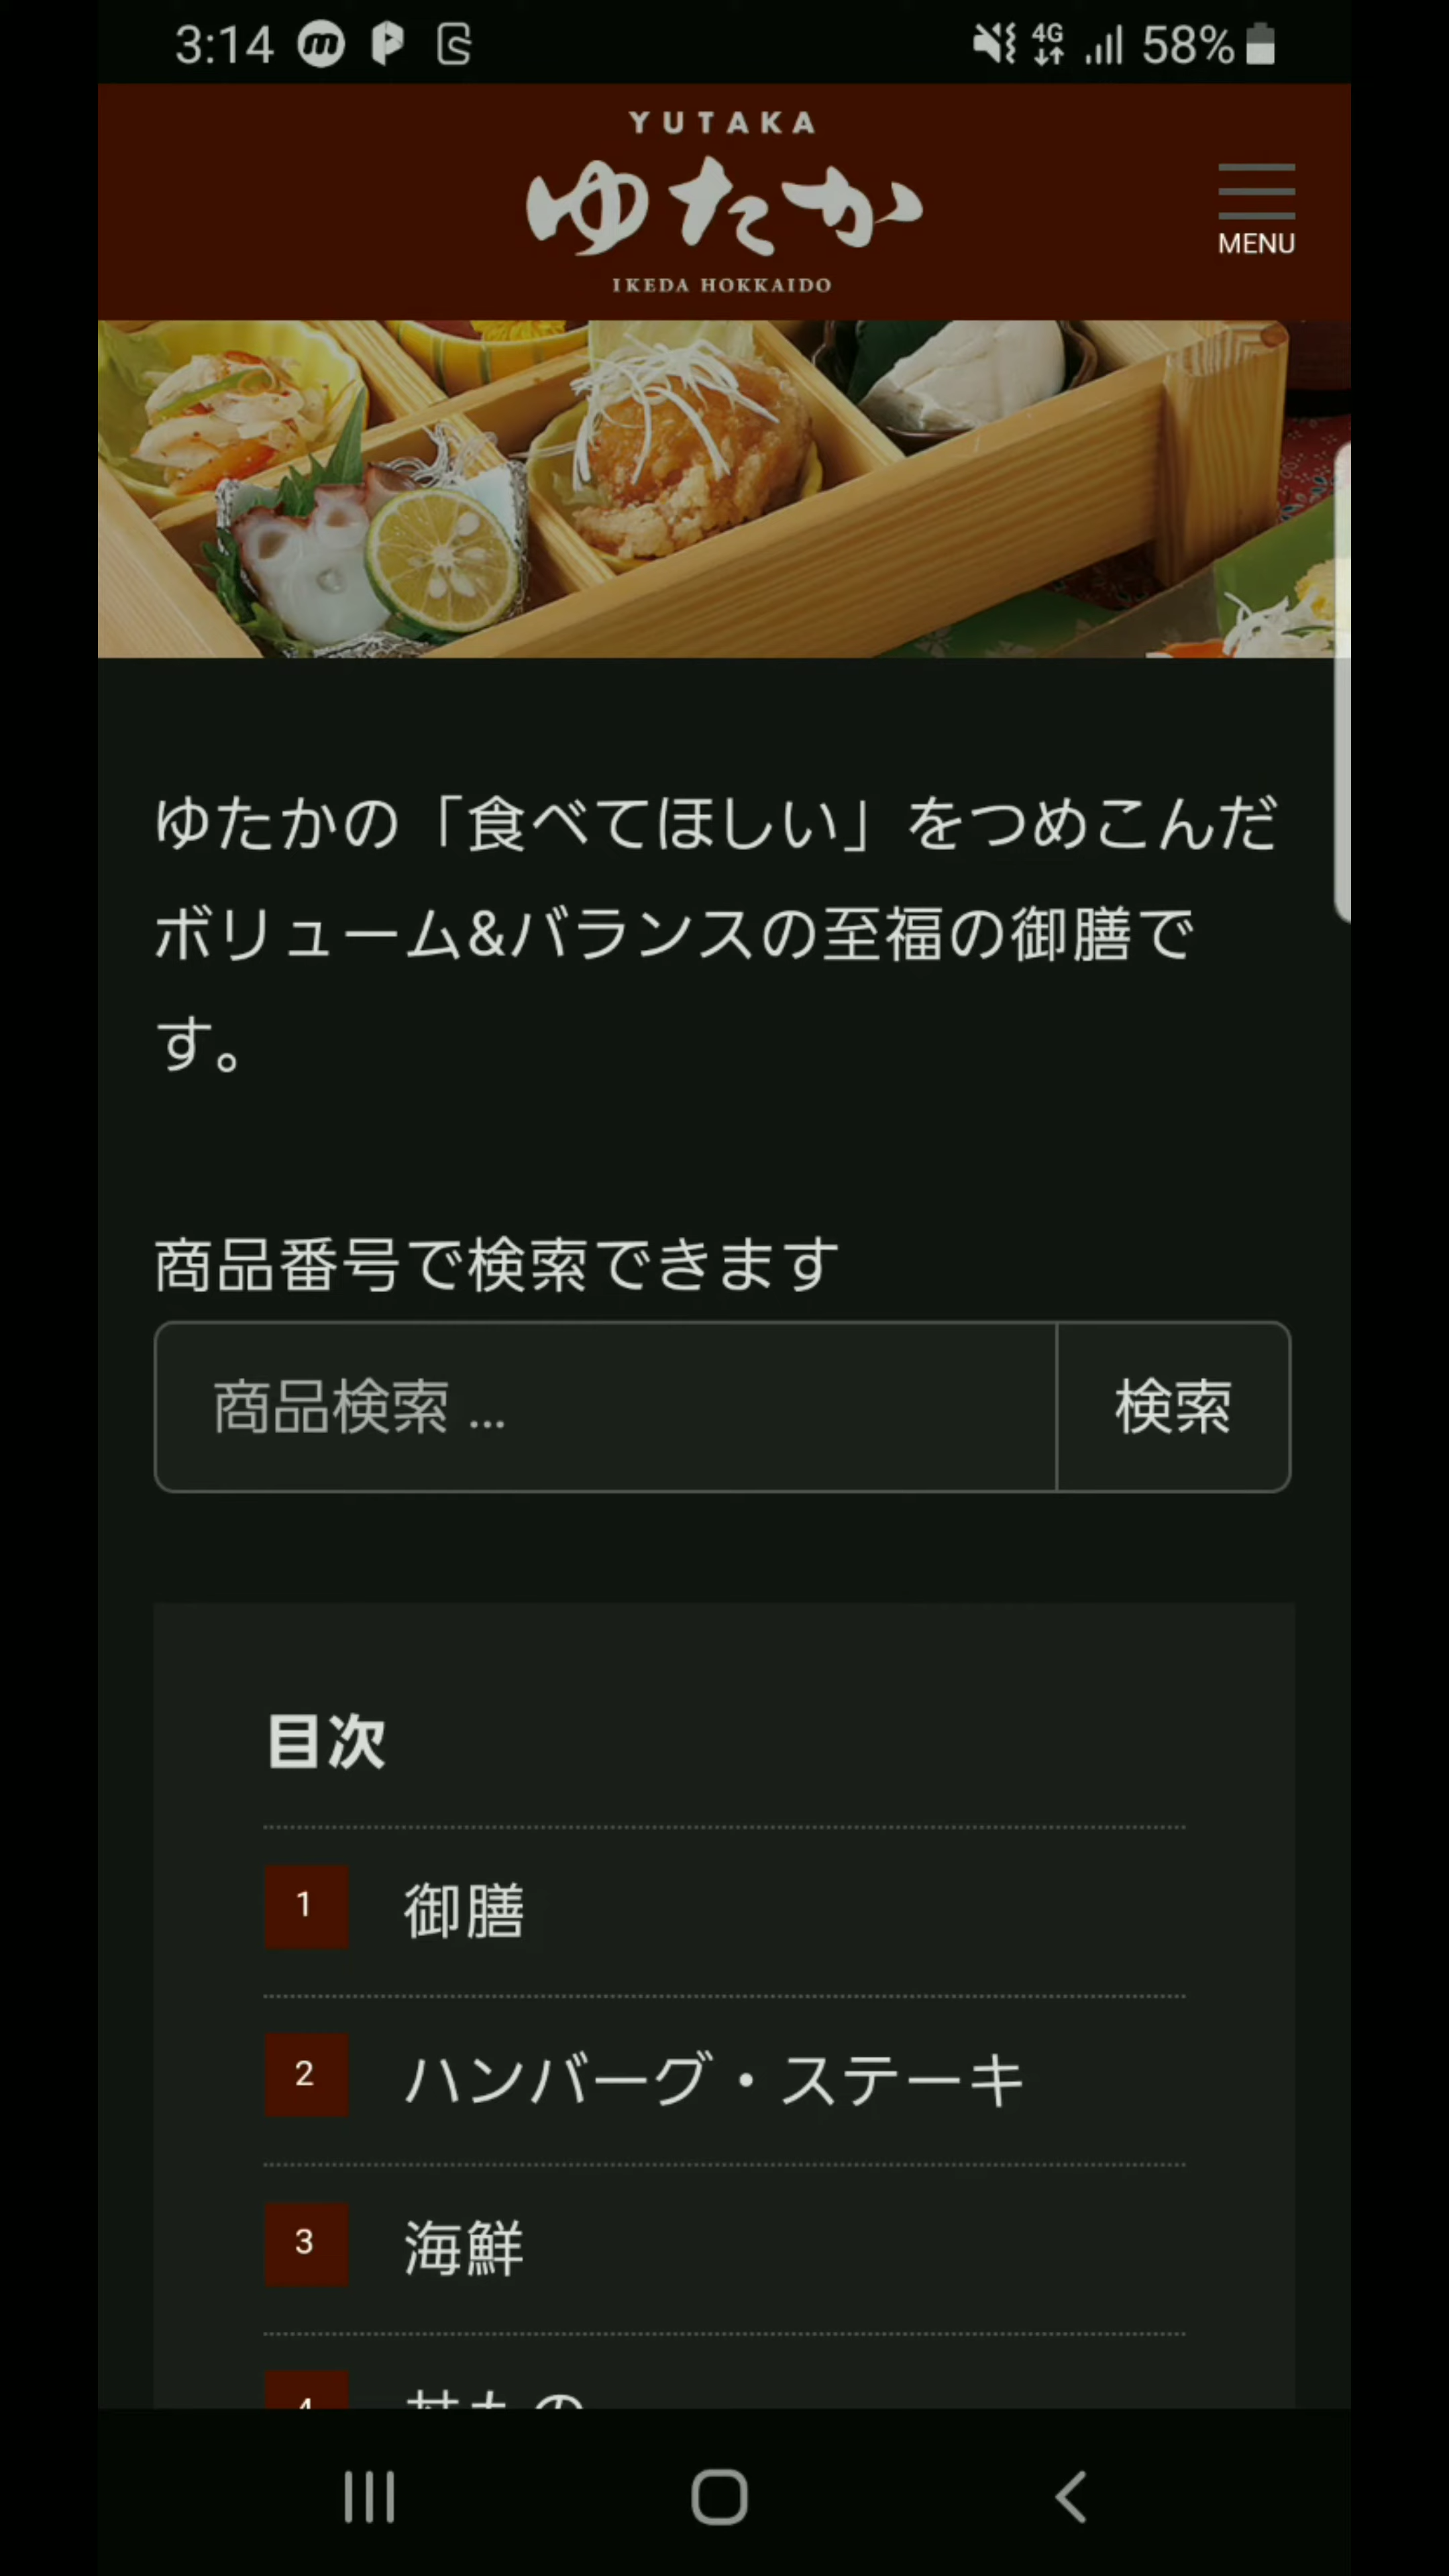 3:14
4G
58%
YUTAKA
ゆたか
IKEDA HOKKAIDO
MENU
ゆたかの「食べてほしい」をつめこんだ
ボリューム&バランスの至福の御膳で
す。
商品番号で検索できます
商品検索 ...
検索
目次
1 御膳
2 ハンバーグ・ステーキ
3 海鮮